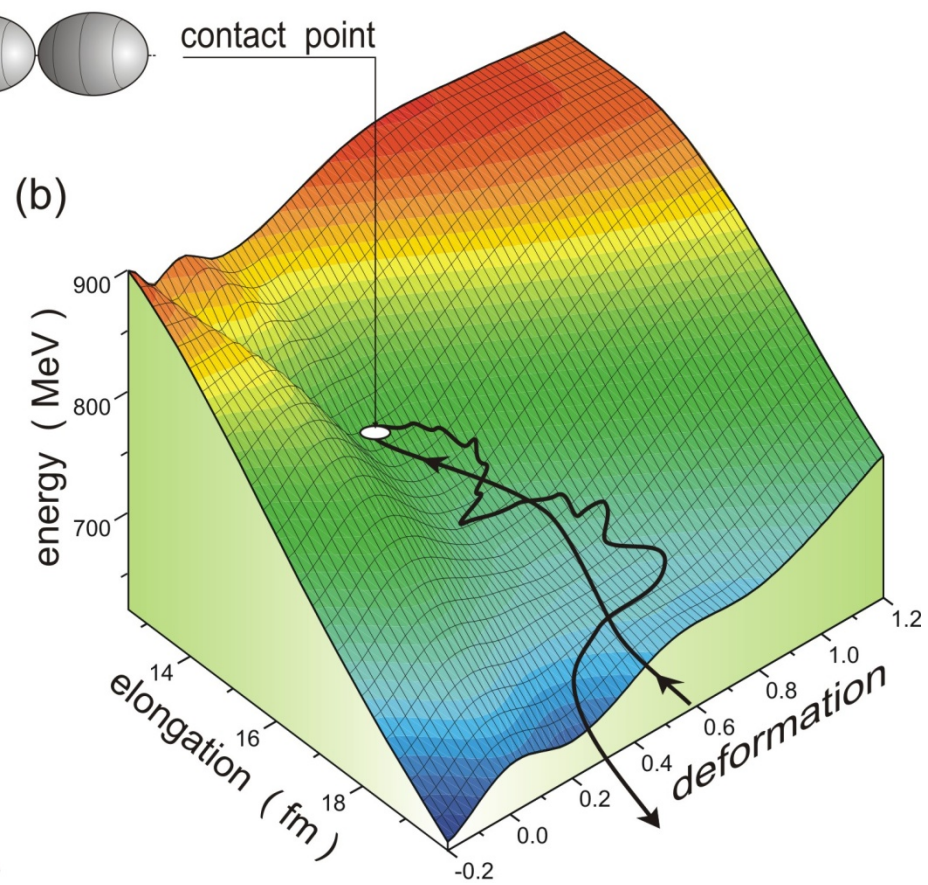 contact point
(b)
900
800
700
energy ( MeV )
14
16
18
elongation ( fm )
-0.2
0.0
0.2
0.4
0.6
0.8
1.0
1.2
deformation